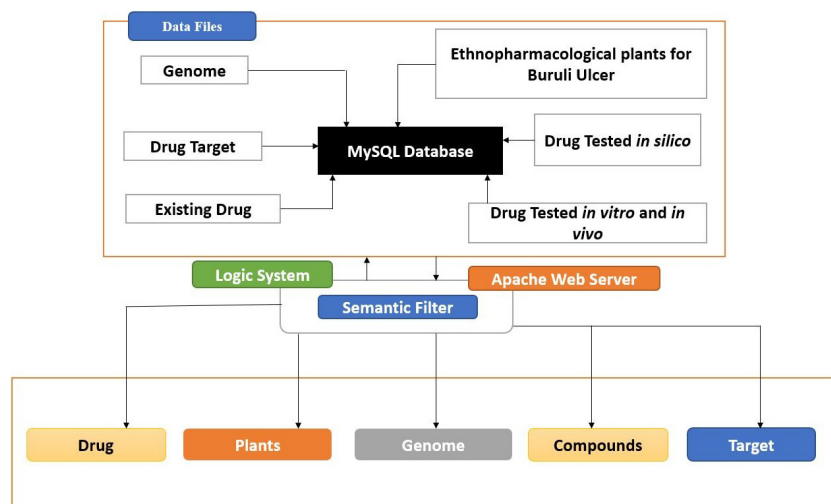 Data Files
Genome
Ethnopharmacological plants for
Buruli Ulcer
Drug Target
MySQL Database
Drug Tested in silico
Existing Drug
Drug Tested in vitro and in
vivo
Logic System
Apache Web Server
Semantic Filter
Drug
Plants
Genome
Compounds
Target